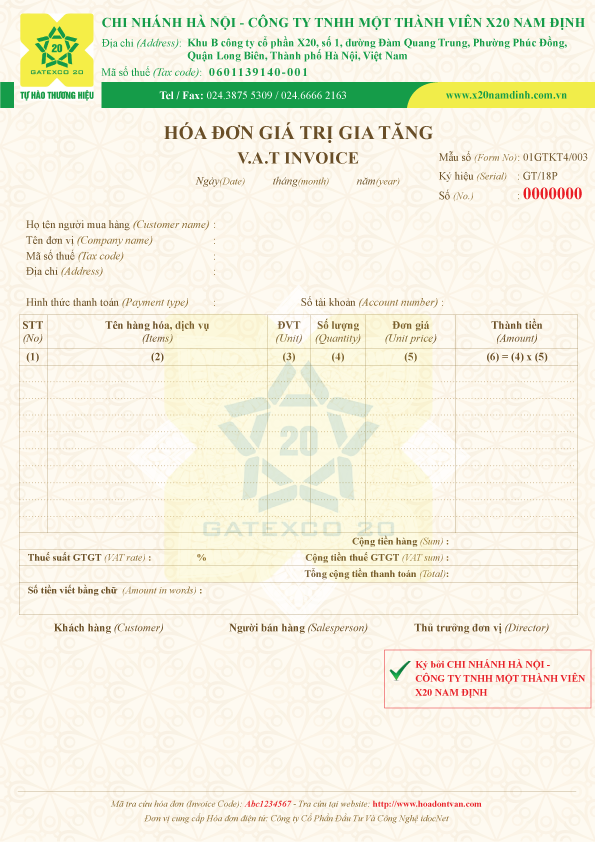 CHI NHÁNH HÀ NỘI - CÔNG TY TNHH MỘT THÀNH VIÊN X20 NAM ĐỊNH
Địa chỉ (Address): Khu B công ty cổ phần X20, số 1, đường Đàm Quang Trung, Phường Phúc Đồng,
Quận Long Biên, Thành phố Hà Nội, Việt Nam
Mã số thuế (Tax code): 0601139140-001
20
GATEXCO 20
TỰ HÀO THƯƠNG HIỆU
Tel / Fax: 024.3875 5309 / 024.6666 2163
www.x20namdinh.com.vn
HÓA ĐƠN GIÁ TRỊ GIA TĂNG
V.A.T INVOICE
Ngày(Date) tháng(month) năm(year)
Mẫu số (Form No): 01GTKT4/003
Ký hiệu (Serial) : GT/18P
Số (No.) : 0000000
Họ tên người mua hàng (Customer name) :
Tên đơn vị (Company name) :
Mã số thuế (Tax code) :
Địa chỉ (Address) :
Hình thức thanh toán (Payment type) : Số tài khoản (Account number) :
STT Tên hàng hóa, dịch vụ ĐVT Số lượng Đơn giá Thành tiền
(No) (Items) (Unit) (Quantity) (Unit price) (Amount)
(1) (2) (3) (4) (5) (6) = (4) x (5)
20
GATEXCO 20
Cộng tiền hàng (Sum) :
Thuế suất GTGT (VAT rate) : % Cộng tiền thuế GTGT (VAT sum) :
Tổng cộng tiền thanh toán (Total):
Số tiền viết bằng chữ (Amount in words) :
Khách hàng (Customer) Người bán hàng (Salesperson) Thủ trưởng đơn vị (Director)
Ký bởi CHI NHÁNH HÀ NỘI -
CÔNG TY TNHH MỘT THÀNH VIÊN
X20 NAM ĐỊNH
Mã tra cứu hóa đơn (Invoice Code): Abc1234567 - Tra cứu tại website: http://www.hoadontvan.com
Đơn vị cung cấp Hóa đơn điện tử: Công ty Cổ Phần Đầu Tư Và Công Nghệ idocNet